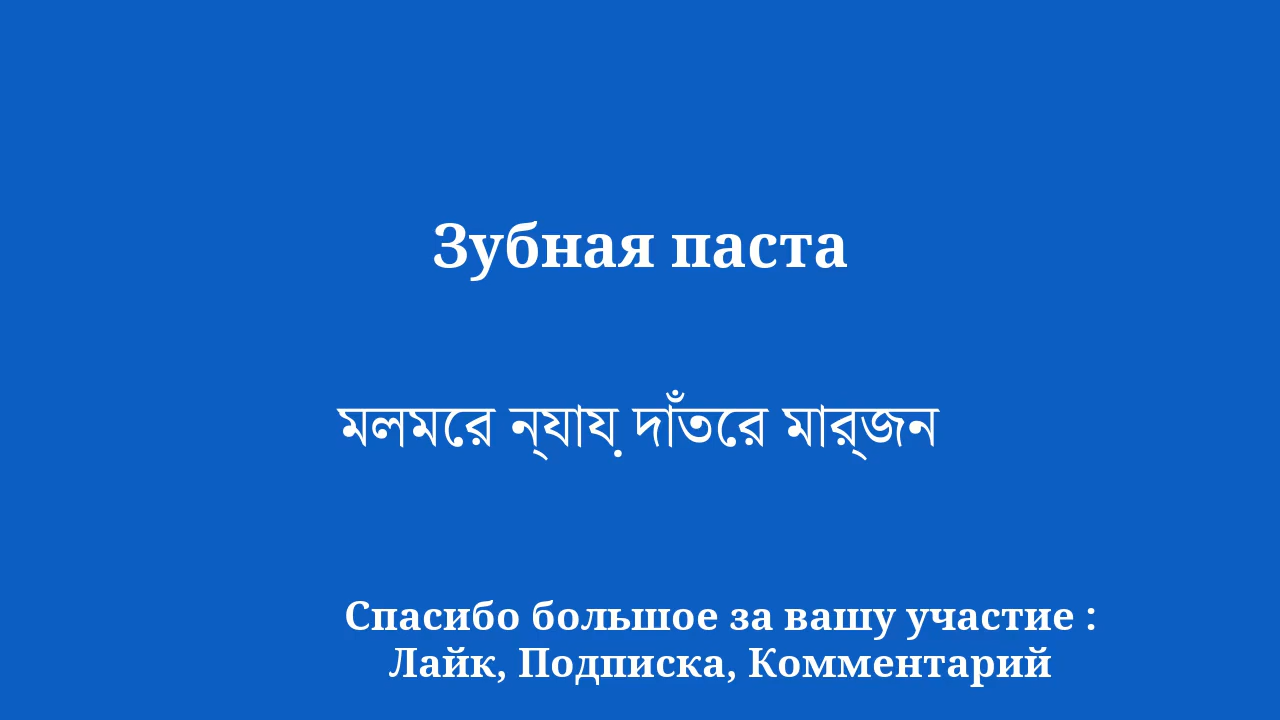 Зубная паста
মলমরে ন্যায় দাঁতরে মার্জন
Спасибо большое за вашу участие :
Лайк, Подписка, Комментарий